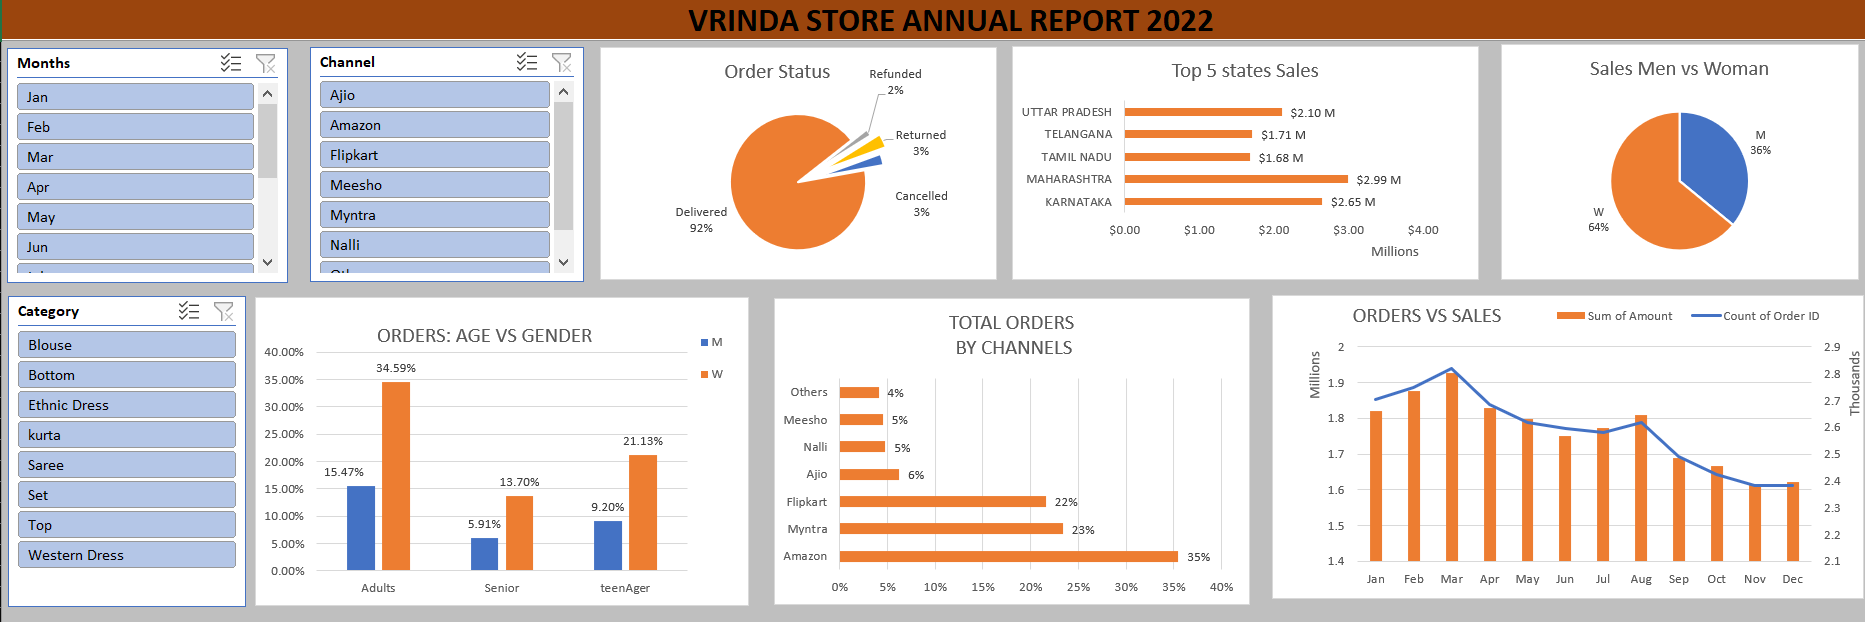 VRINDA STORE ANNUAL REPORT 2022
Months
Jan
Feb
Mar
Apr
May
Jun
Channel
Ajio
Amazon
Flipkart
Meesho
Myntra
Nalli
Order Status
Refunded
2%
Returned
3%
Cancelled
3%
Delivered
92%
Top 5 states Sales
UTTAR PRADESH $2.10 M
TELANGANA $1.71 M
TAMIL NADU $1.68 M
MAHARASHTRA $2.99 M
KARNATAKA $2.65 M
$0.00 $1.00 $2.00 $3.00 $4.00
Millions
Sales Men vs Woman
M
36%
W
64%
Category
Blouse
Bottom
Ethnic Dress
kurta
Saree
Set
Top
Western Dress
ORDERS: AGE VS GENDER
M
W
40.00%
35.00%
30.00%
25.00%
20.00%
15.00%
10.00%
5.00%
0.00%
15.47% 34.59%
5.91% 13.70%
9.20% 21.13%
Adults Senior teenAger
TOTAL ORDERS
BY CHANNELS
Others 4%
Meesho 5%
Nalli 5%
Ajio 6%
Flipkart 22%
Myntra 23%
Amazon 35%
0% 5% 10% 15% 20% 25% 30% 35% 40%
ORDERS VS SALES
Sum of Amount Count of Order ID
Millions
2
1.9
1.8
1.7
1.6
1.5
1.4
Thousands
2.9
2.8
2.7
2.6
2.5
2.4
2.3
2.2
2.1
Jan Feb Mar Apr May Jun Jul Aug Sep Oct Nov Dec